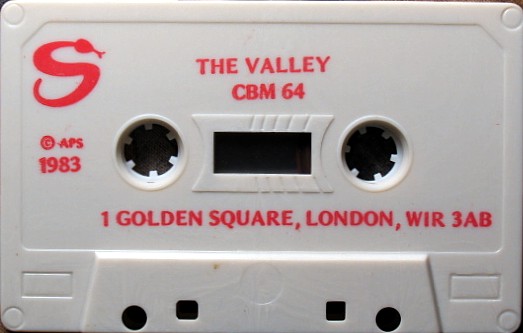 THE VALLEY
CBM 64
© APS
1983
1 GOLDEN SQUARE, LONDON, WIR 3AB